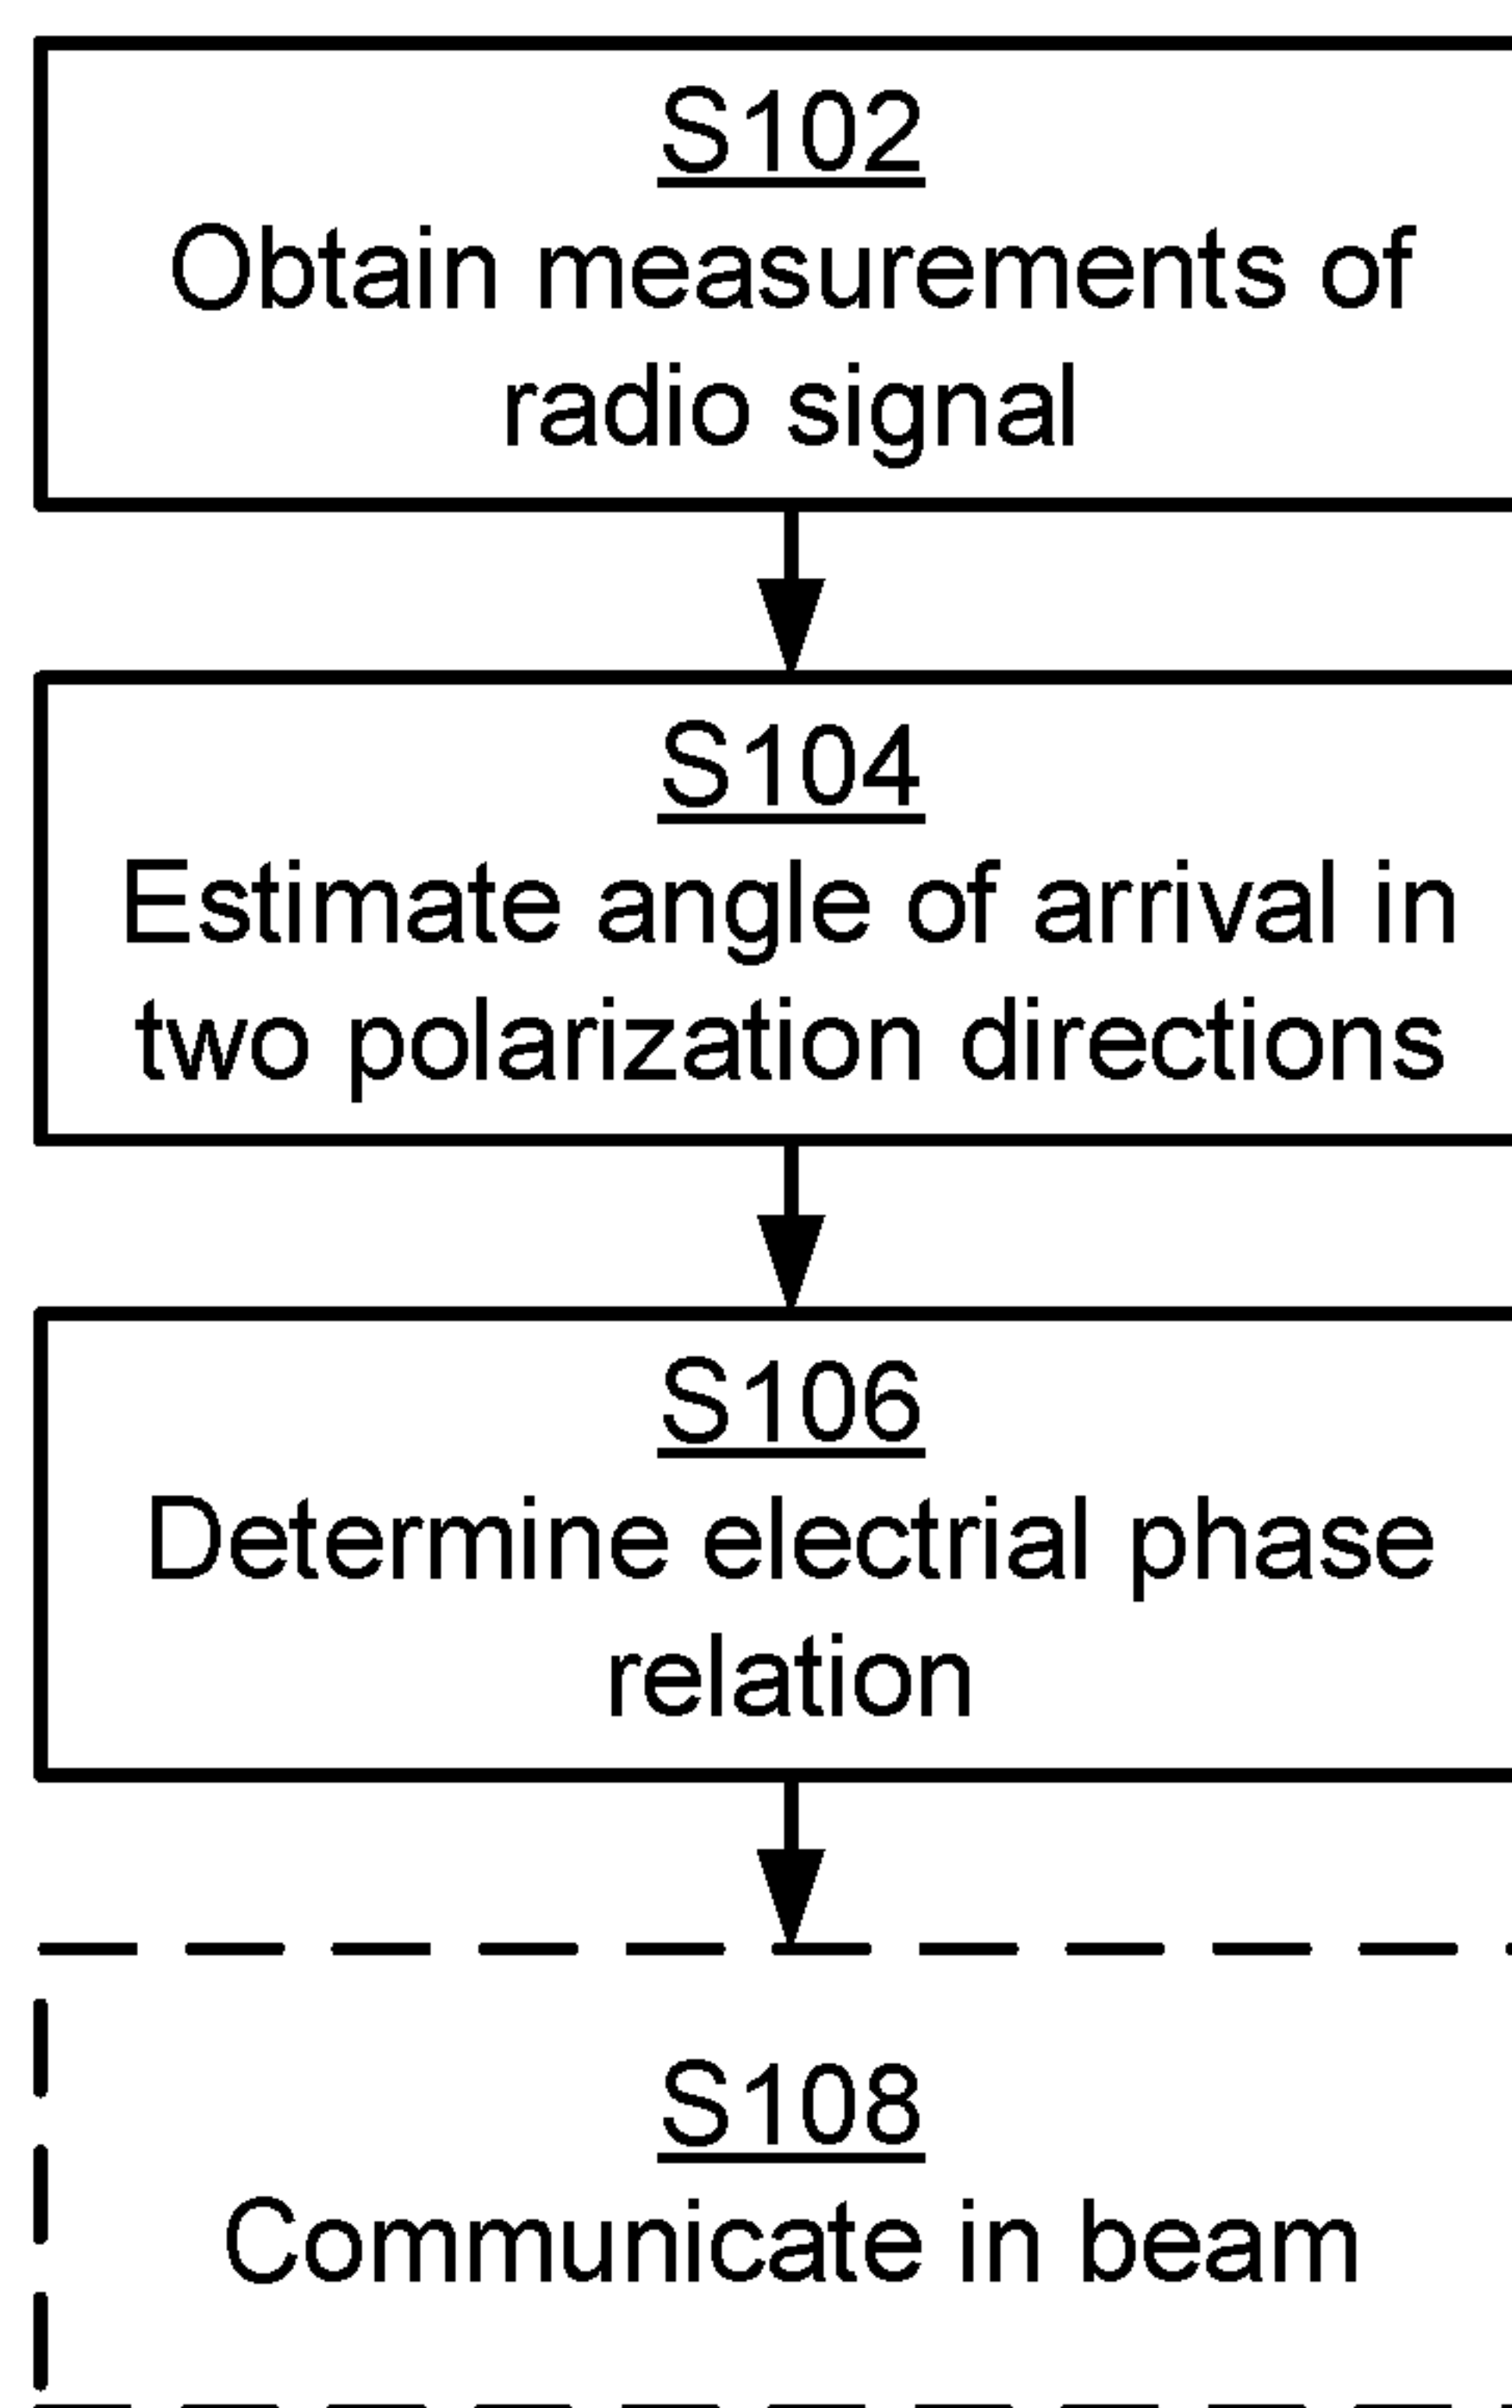 S102
Obtain measurements of
radio signal
S104
Estimate angle of arrival in
two polarization directions
S106
Determine electrial phase
relation
S108
Communicate in beam